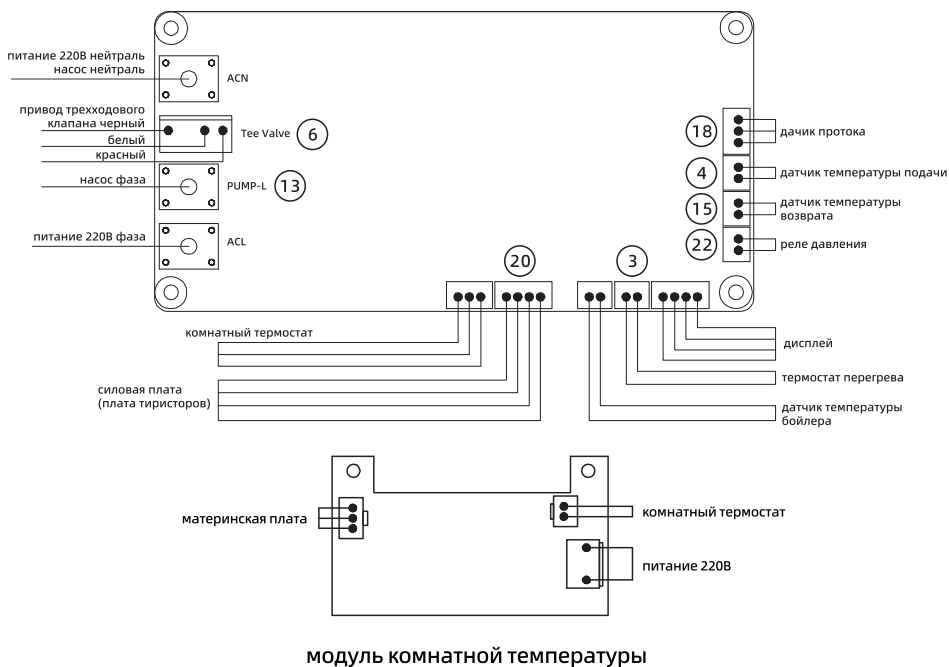 питание 220В нейтраль
насос нейтраль
ACN
привод трехходового
клапана черный
белый
красный
Tee Valve 6
насос фаза
PUMP-L 13
питание 220В фаза
ACL
18 дачик протока
4 датчик температуры подачи
15 датчик температуры
возврата
22 реле давления
20
3
комнатный термостат
дисплей
термостат перегрева
силовая плата
(плата тиристоров)
датчик температуры
бойлера
материнская плата
комнатный термостат
питание 220В
модуль комнатной температуры